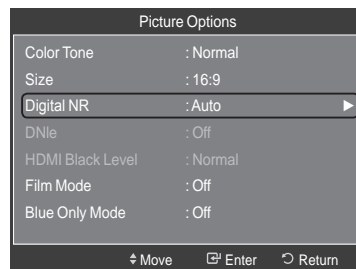 Picture Options
Color Tone : Normal
Size : 16:9
Digital NR : Auto
DNIe : Off
HDMI Black Level : Normal
Film Mode : Off
Blue Only Mode : Off
Move Enter Return